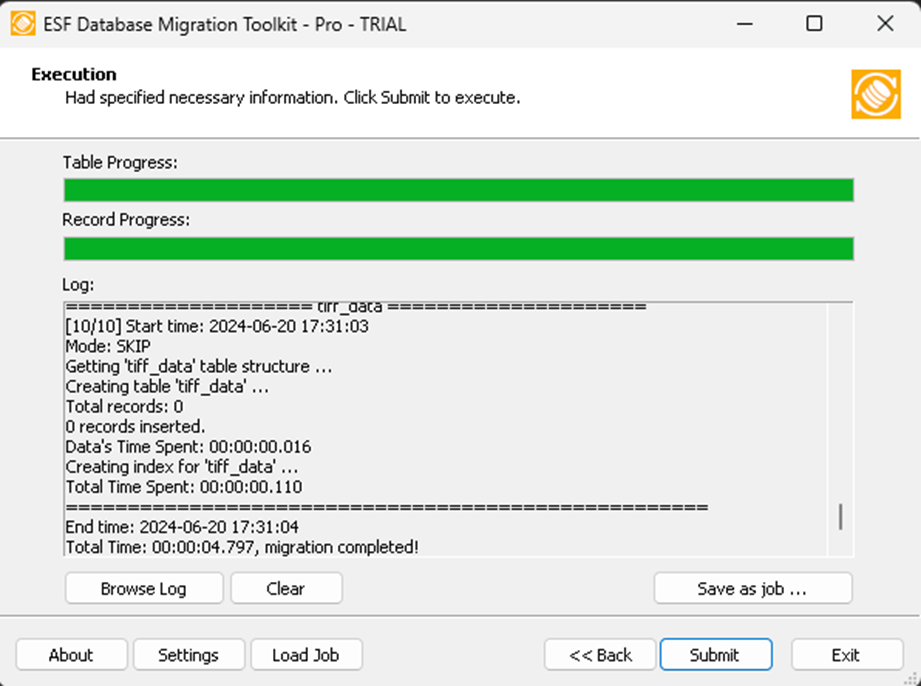 ESF Database Migration Toolkit - Pro - TRIAL
Execution
Had specified necessary information. Click Submit to execute.
Table Progress:
Record Progress:
Log:
==================== tiff_data =====================
[10/10] Start time: 2024-06-20 17:31:03
Mode: SKIP
Getting 'tiff_data' table structure ...
Creating table 'tiff_data' ...
Total records: 0
0 records inserted.
Data's Time Spent: 00:00:00.016
Creating index for 'tiff_data' ...
Total Time Spent: 00:00:00.110
====================================================
End time: 2024-06-20 17:31:04
Total Time: 00:00:04.797, migration completed!
Browse Log Clear Save as job ...
About Settings Load Job << Back Submit Exit